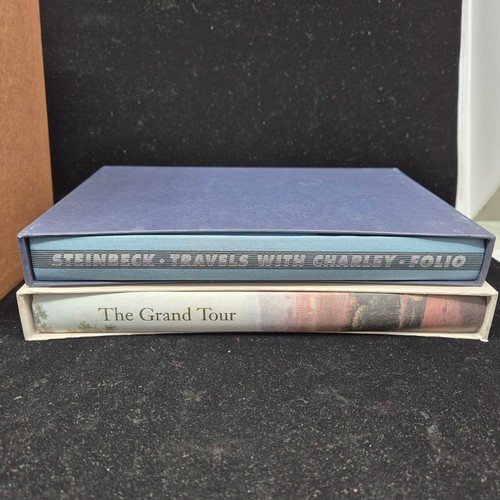 STEINBECK • TRAVELS WITH CHARLEY • FOLIO
The Grand Tour